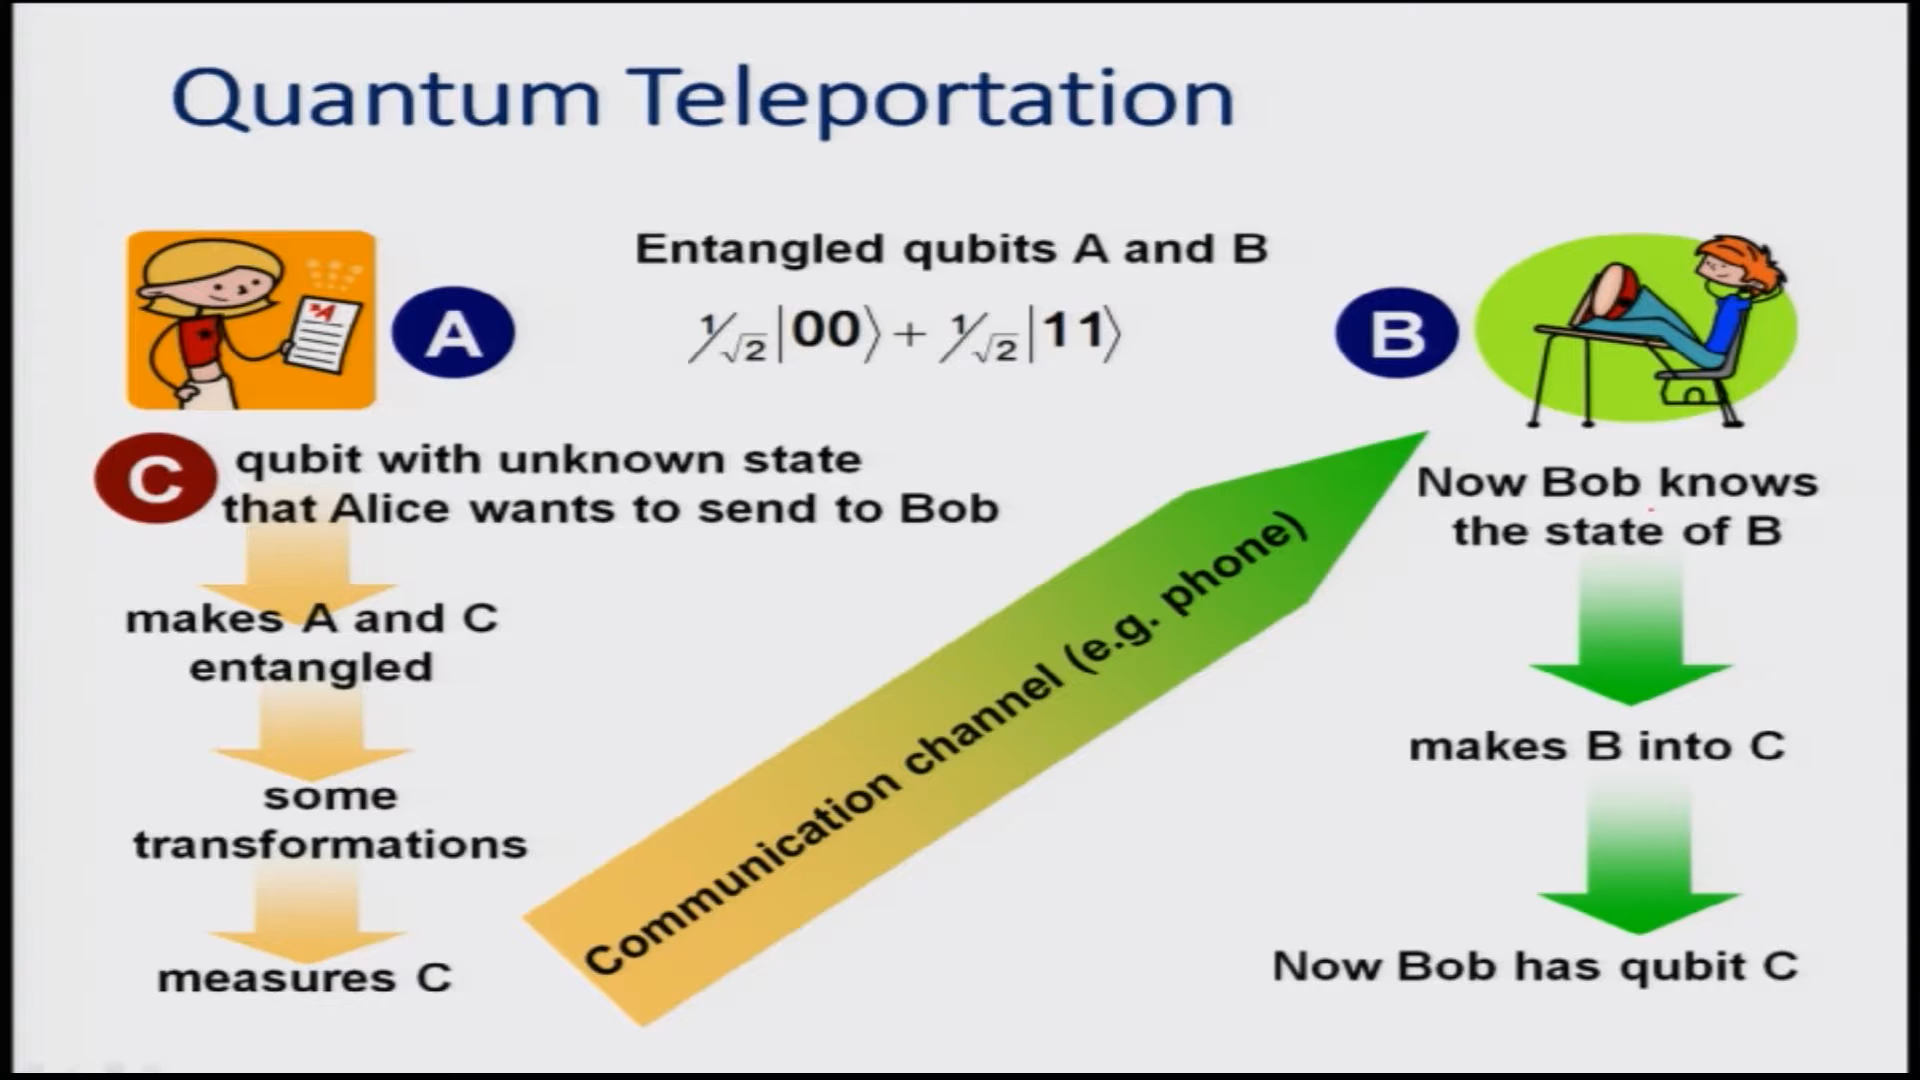 Quantum Teleportation
Entangled qubits A and B
A
1/√2|00⟩ + 1/√2|11⟩
B
C
qubit with unknown state
that Alice wants to send to Bob
makes A and C
entangled
some
transformations
measures C
Communication channel (e.g. phone)
Now Bob knows
the state of B
makes B into C
Now Bob has qubit C